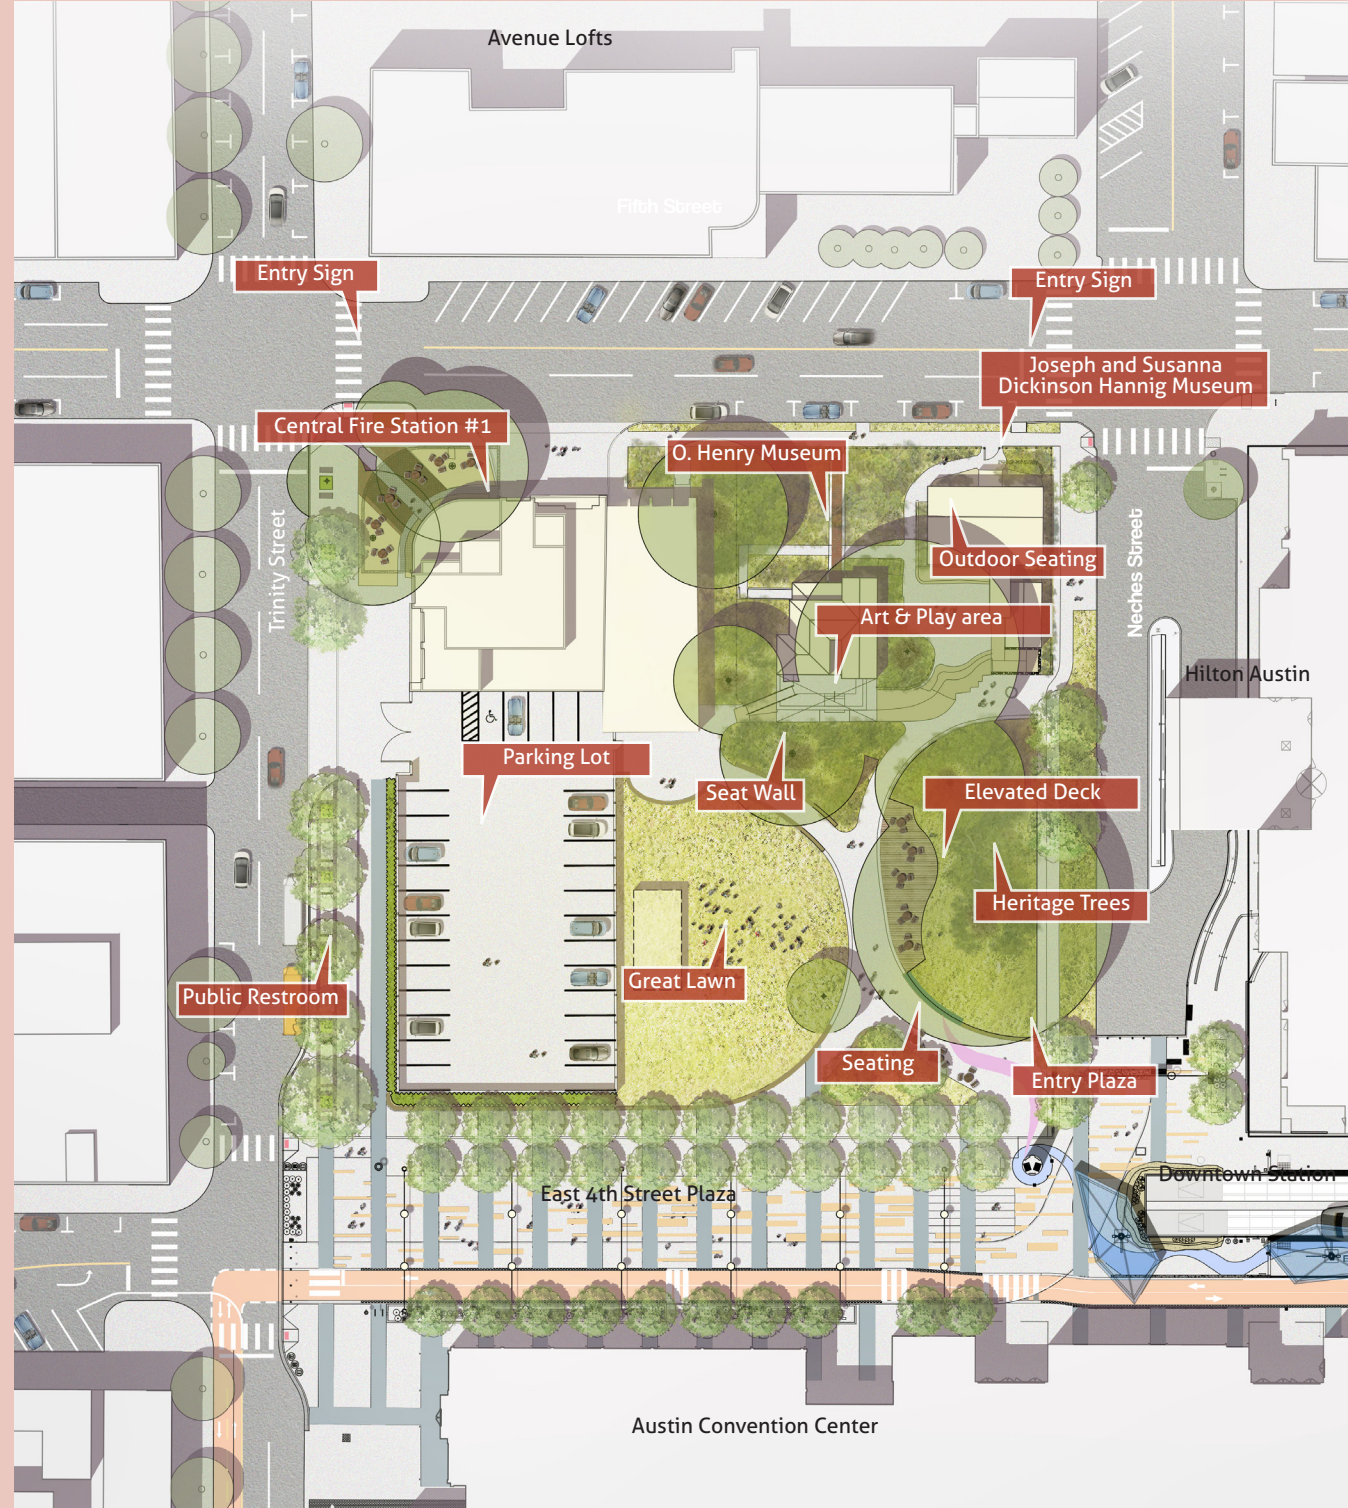 Avenue Lofts
Fifth Street
Entry Sign
Entry Sign
Joseph and Susanna
Dickinson Hannig Museum
Central Fire Station #1
O. Henry Museum
Trinity Street
Neches Street
Outdoor Seating
Art & Play area
Hilton Austin
Parking Lot
Seat Wall
Elevated Deck
Heritage Trees
Great Lawn
Public Restroom
Seating
Entry Plaza
Downtown Station
East 4th Street Plaza
Austin Convention Center